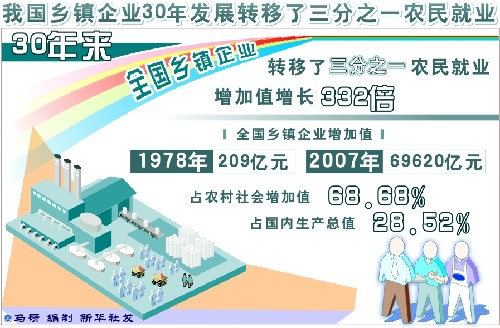 我国乡镇企业30年发展转移了三分之一农民就业
30年来
全国乡镇企业
转移了三分之一农民就业
增加值增长 332倍
全国乡镇企业增加值
1978年 209亿元 2007年 69620亿元
占农村社会增加值 68.68%
占国内生产总值 28.52%
马研 编制 新华社发